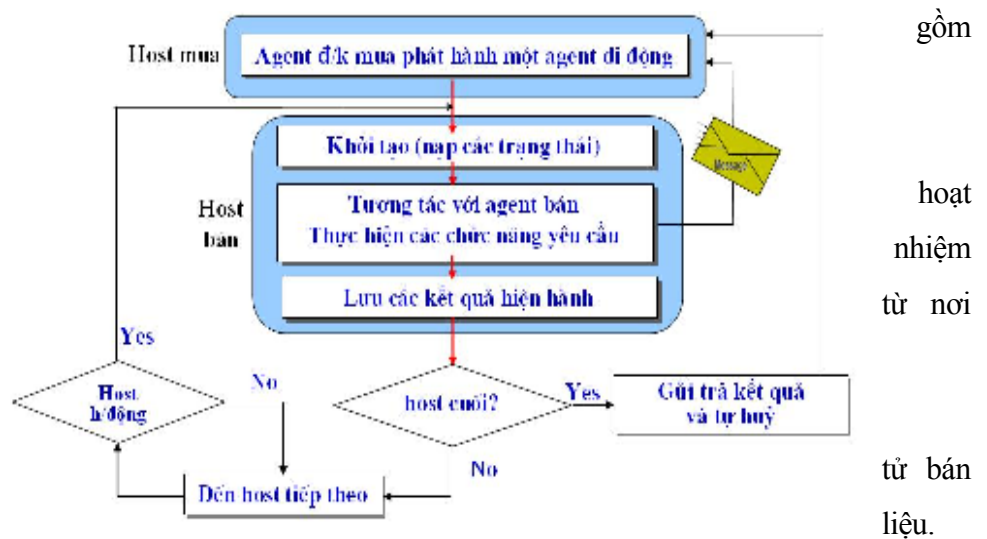 gồm
Host mua
Agent đ/k mua phát hành một agent di động
Khởi tạo (nạp các trạng thái)
Message
hoạt
Host
bán
Tương tác với agent bán
Thực hiện các chức năng yêu cầu
nhiệm
Lưu các kết quả hiện hành
từ nơi
Yes
Host
h/động
No
host cuối?
Yes
Gửi trả kết quả
và tự huỷ
No
Đến host tiếp theo
tử bán
liệu.